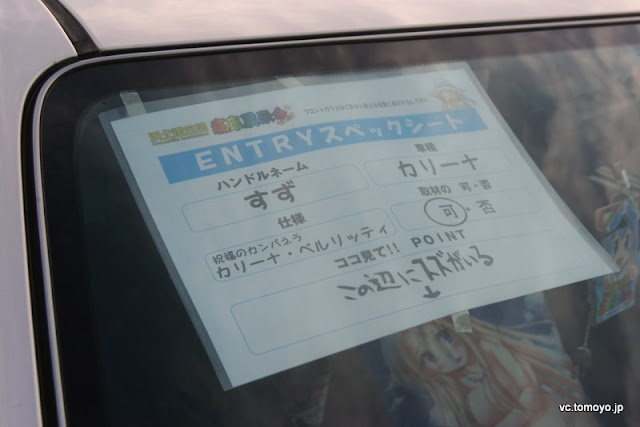 ENTRYスペックシート
ハンドルネーム
すず
車種
カリーナ
仕様
祝福のカンパネラ
カリーナ・ベルリッティ
取材の 可・否
可・否
ココ見て!! POINT
この辺にスズがいる
vc.tomoyo.jp